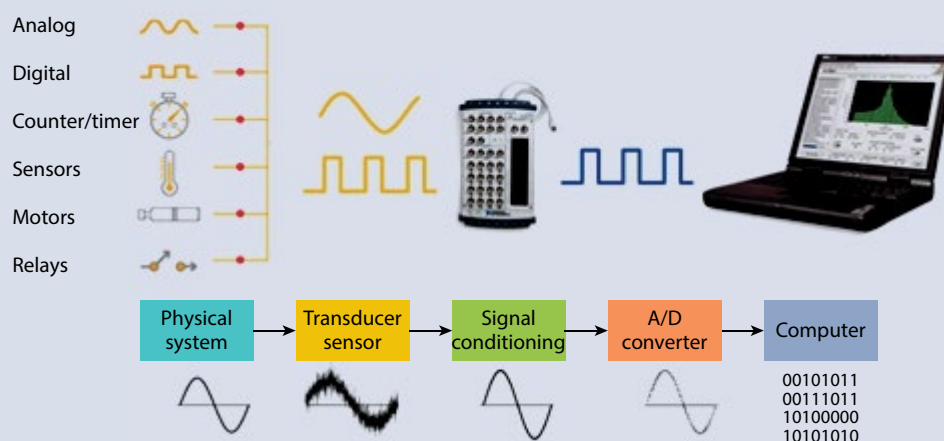 Analog
Digital
Counter/timer
Sensors
Motors
Relays
Physical
system
Transducer
sensor
Signal
conditioning
A/D
converter
Computer
00101011
00111011
10100000
10101010